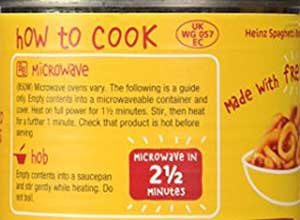 how to cook
UK
WG 057
EC
Heinz Spaghetti
microwave
(850W) Microwave ovens vary. The following is a guide
only. Empty contents into a microwaveable container and
cover. Heat on full power for 1½ minutes. Stir, then heat
for a further 1 minute. Check that product is hot before
serving.
Made with
hob
Empty contents into a saucepan
and stir gently while heating. Do
not boil.
MICROWAVE IN
2½
MINUTES